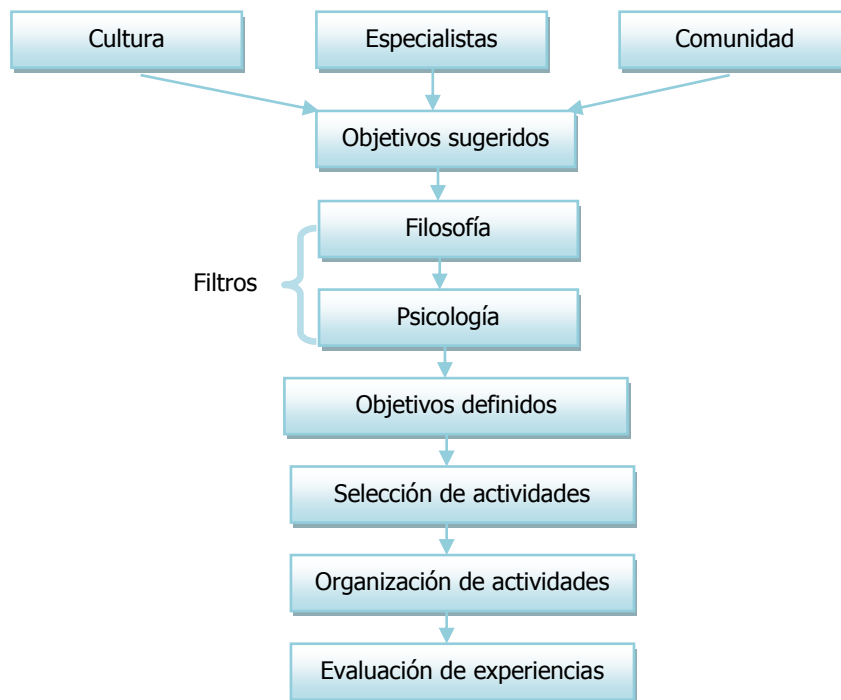 Cultura
Especialistas
Comunidad
Objetivos sugeridos
Filosofía
Filtros
Psicología
Objetivos definidos
Selección de actividades
Organización de actividades
Evaluación de experiencias